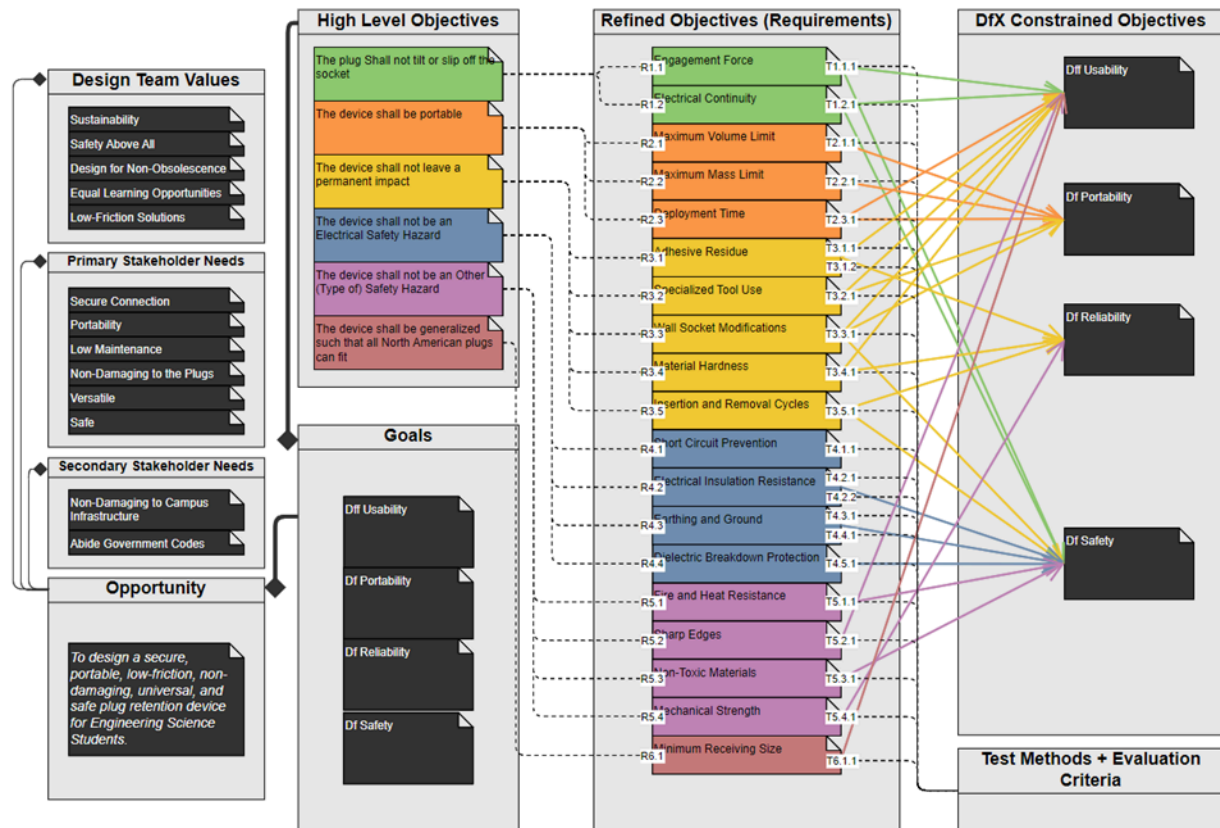 Design Team Values
Sustainability
Safety Above All
Design for Non-Obsolescence
Equal Learning Opportunities
Low-Friction Solutions
Primary Stakeholder Needs
Secure Connection
Portability
Low Maintenance
Non-Damaging to the Plugs
Versatile
Safe
Secondary Stakeholder Needs
Non-Damaging to Campus
Infrastructure
Abide Government Codes
Opportunity
To design a secure,
portable, low-friction, non-
damaging, universal, and
safe plug retention device
for Engineering Science
Students.
High Level Objectives
The plug Shall not tilt or slip off the
socket
The device shall be portable
The device shall not leave a
permanent impact
The device shall not be an
Electrical Safety Hazard
The device shall not be an Other
(Type of) Safety Hazard
The device shall be generalized
such that all North American plugs
can fit
Goals
Dff Usability
Df Portability
Df Reliability
Df Safety
Refined Objectives (Requirements)
R1.1 Engagement Force T1.1.1
R1.2 Electrical Continuity T1.2.1
R2.1 Maximum Volume Limit T2.1.1
R2.2 Maximum Mass Limit T2.2.1
R2.3 Deployment Time T2.3.1
R3.1 Adhesive Residue T3.1.1
T3.1.2
R3.2 Specialized Tool Use T3.2.1
R3.3 Wall Socket Modifications T3.3.1
R3.4 Material Hardness T3.4.1
R3.5 Insertion and Removal Cycles T3.5.1
R4.1 Short Circuit Prevention T4.1.1
R4.2 Electrical Insulation Resistance T4.2.1
T4.2.2
R4.3 Earthing and Ground T4.3.1
T4.4.1
R4.4 Dielectric Breakdown Protection T4.5.1
R5.1 Fire and Heat Resistance T5.1.1
R5.2 Sharp Edges T5.2.1
R5.3 Non-Toxic Materials T5.3.1
R5.4 Mechanical Strength T5.4.1
R6.1 Minimum Receiving Size T6.1.1
DfX Constrained Objectives
Dff Usability
Df Portability
Df Reliability
Df Safety
Test Methods + Evaluation
Criteria